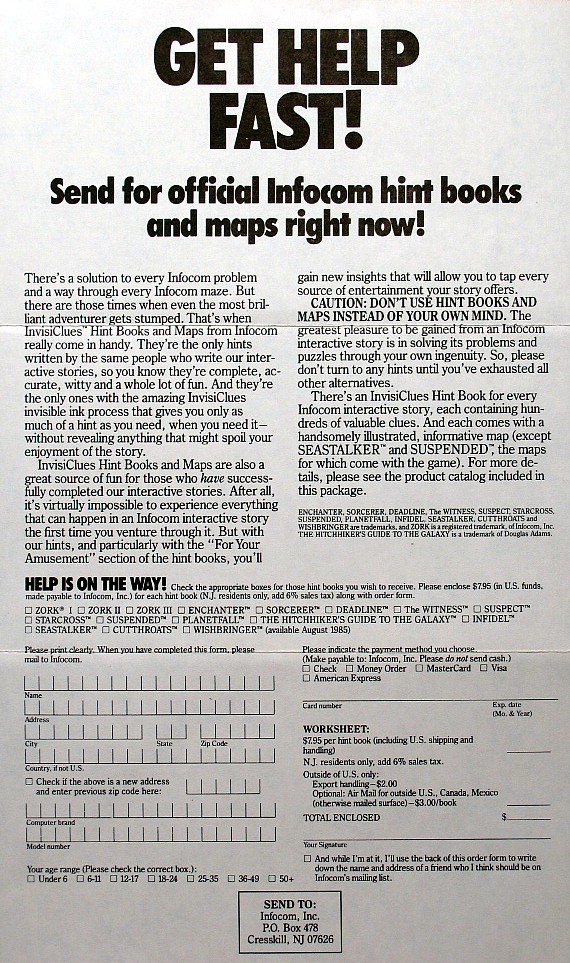 GET HELP
FAST!
Send for official Infocom hint books
and maps right now!
There's a solution to every Infocom problem
and a way through every Infocom maze. But
there are those times when even the most bril-
liant adventurer gets stumped. That's when
InvisiClues™ Hint Books and Maps from Infocom
really come in handy. They're the only hints
written by the same people who write our inter-
active stories, so you know they're complete, ac-
curate, witty and a whole lot of fun. And they're
the only ones with the amazing InvisiClues
invisible ink process that gives you only as
much of a hint as you need, when you need it—
without revealing anything that might spoil your
enjoyment of the story.
InvisiClues Hint Books and Maps are also a
great source of fun for those who have success-
fully completed our interactive stories. After all,
it's virtually impossible to experience everything
that can happen in an Infocom interactive story
the first time you venture through it. But with
our hints, and particularly with the "For Your
Amusement" section of the hint books, you'll
gain new insights that will allow you to tap every
source of entertainment your story offers.
CAUTION: DON'T USE HINT BOOKS AND
MAPS INSTEAD OF YOUR OWN MIND. The
greatest pleasure to be gained from an Infocom
interactive story is in solving its problems and
puzzles through your own ingenuity. So, please
don't turn to any hints until you've exhausted all
other alternatives.
There's an InvisiClues Hint Book for every
Infocom interactive story, each containing hun-
dreds of valuable clues. And each comes with a
handsomely illustrated, informative map (except
SEASTALKER™ and SUSPENDED™, the maps
for which come with the game). For more de-
tails, please see the product catalog included in
this package.
ENCHANTER, SORCERER, DEADLINE, The WITNESS, SUSPECT, STARCROSS,
SUSPENDED, PLANETFALL, INFIDEL, SEASTALKER, CUTTHROATS and
WISHBRINGER are trademarks, and ZORK is a registered trademark, of Infocom, Inc.
THE HITCHHIKER'S GUIDE TO THE GALAXY is a trademark of Douglas Adams.
HELP IS ON THE WAY! Check the appropriate boxes for those hint books you wish to receive. Please enclose $7.95 (in U.S. funds,
made payable to Infocom, Inc.) for each hint book (N.J. residents only, add 6% sales tax) along with order form.
☐ ZORK® I ☐ ZORK II ☐ ZORK III ☐ ENCHANTER™ ☐ SORCERER™ ☐ DEADLINE™ ☐ The WITNESS™ ☐ SUSPECT™
☐ STARCROSS™ ☐ SUSPENDED™ ☐ PLANETFALL™ ☐ THE HITCHHIKER'S GUIDE TO THE GALAXY™ ☐ INFIDEL™
☐ SEASTALKER™ ☐ CUTTHROATS™ ☐ WISHBRINGER™ (available August 1985)
Please print clearly. When you have completed this form, please
mail to Infocom.
Name
Address
City State Zip Code
Country, if not U.S.
☐ Check if the above is a new address
and enter previous zip code here:
Computer brand
Model number
Your age range (Please check the correct box.):
☐ Under 6 ☐ 6-11 ☐ 12-17 ☐ 18-24 ☐ 25-35 ☐ 36-49 ☐ 50+
Please indicate the payment method you choose.
(Make payable to: Infocom, Inc. Please do not send cash.)
☐ Check ☐ Money Order ☐ MasterCard ☐ Visa
☐ American Express
Card number Exp. date
(Mo. & Year)
WORKSHEET:
$7.95 per hint book (including U.S. shipping and
handling)
N.J. residents only, add 6% sales tax.
Outside of U.S. only:
Export handling—$2.00
Optional: Air Mail for outside U.S., Canada, Mexico
(otherwise mailed surface)—$3.00/book
TOTAL ENCLOSED $
Your Signature
☐ And while I'm at it, I'll use the back of this order form to write
down the name and address of a friend who I think should be on
Infocom's mailing list.
SEND TO:
Infocom, Inc.
P.O. Box 478
Cresskill, NJ 07626